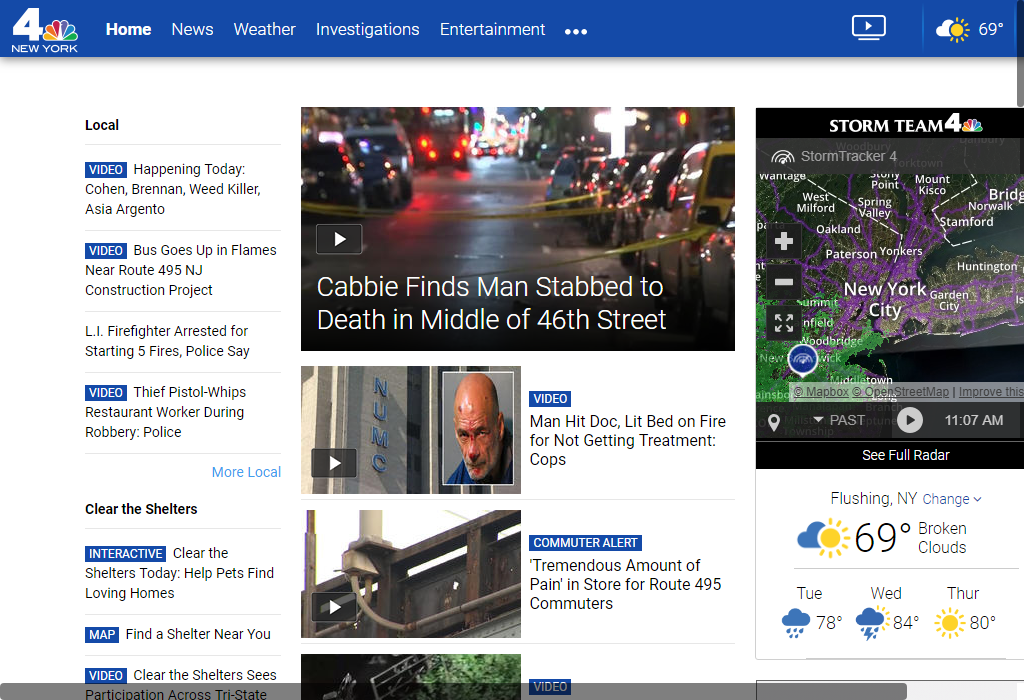 4
NEW YORK
Home News Weather Investigations Entertainment •••
69°
Local
VIDEO Happening Today:
Cohen, Brennan, Weed Killer,
Asia Argento
VIDEO Bus Goes Up in Flames
Near Route 495 NJ
Construction Project
L.I. Firefighter Arrested for
Starting 5 Fires, Police Say
VIDEO Thief Pistol-Whips
Restaurant Worker During
Robbery: Police
More Local
Clear the Shelters
INTERACTIVE Clear the
Shelters Today: Help Pets Find
Loving Homes
MAP Find a Shelter Near You
VIDEO Clear the Shelters Sees
Participation Across Tri-State
Cabbie Finds Man Stabbed to
Death in Middle of 46th Street
NUMC
VIDEO
Man Hit Doc, Lit Bed on Fire
for Not Getting Treatment:
Cops
COMMUTER ALERT
'Tremendous Amount of
Pain' in Store for Route 495
Commuters
VIDEO
STORM TEAM 4
StormTracker 4
Woodbury
Danbury
Yorktown
Wantage
Stony
Point
Mount
Kisco
West
Milford
Spring
Valley
Bridg
Norwalk
Stamford
Oakland
Paterson
Yonkers
Huntington
New York
City
Garden
City
Is
Summit
nfield
Woodbridge
New
wick
Middletown
© Mapbox © OpenStreetMap | Improve this
PAST
11:07 AM
See Full Radar
Flushing, NY Change
69° Broken
Clouds
Tue Wed Thur
78° 84° 80°